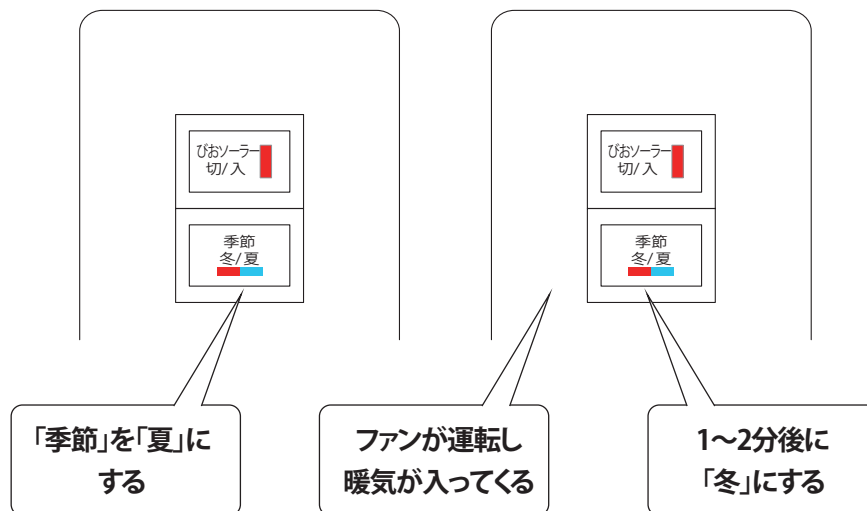 びおソーラー
切/入
季節
冬/夏
びおソーラー
切/入
季節
冬/夏
「季節」を「夏」に
する
ファンが運転し
暖気が入ってくる
1〜2分後に
「冬」にする